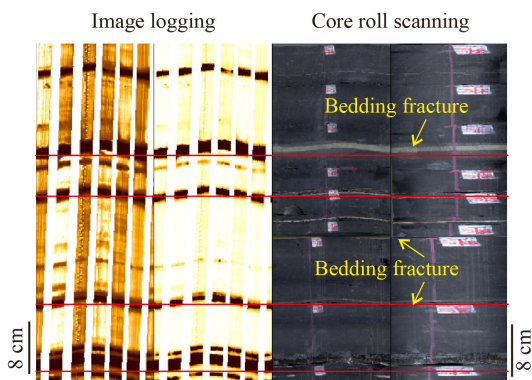 Image logging
Core roll scanning
Bedding fracture
Bedding fracture
8 cm
8 cm